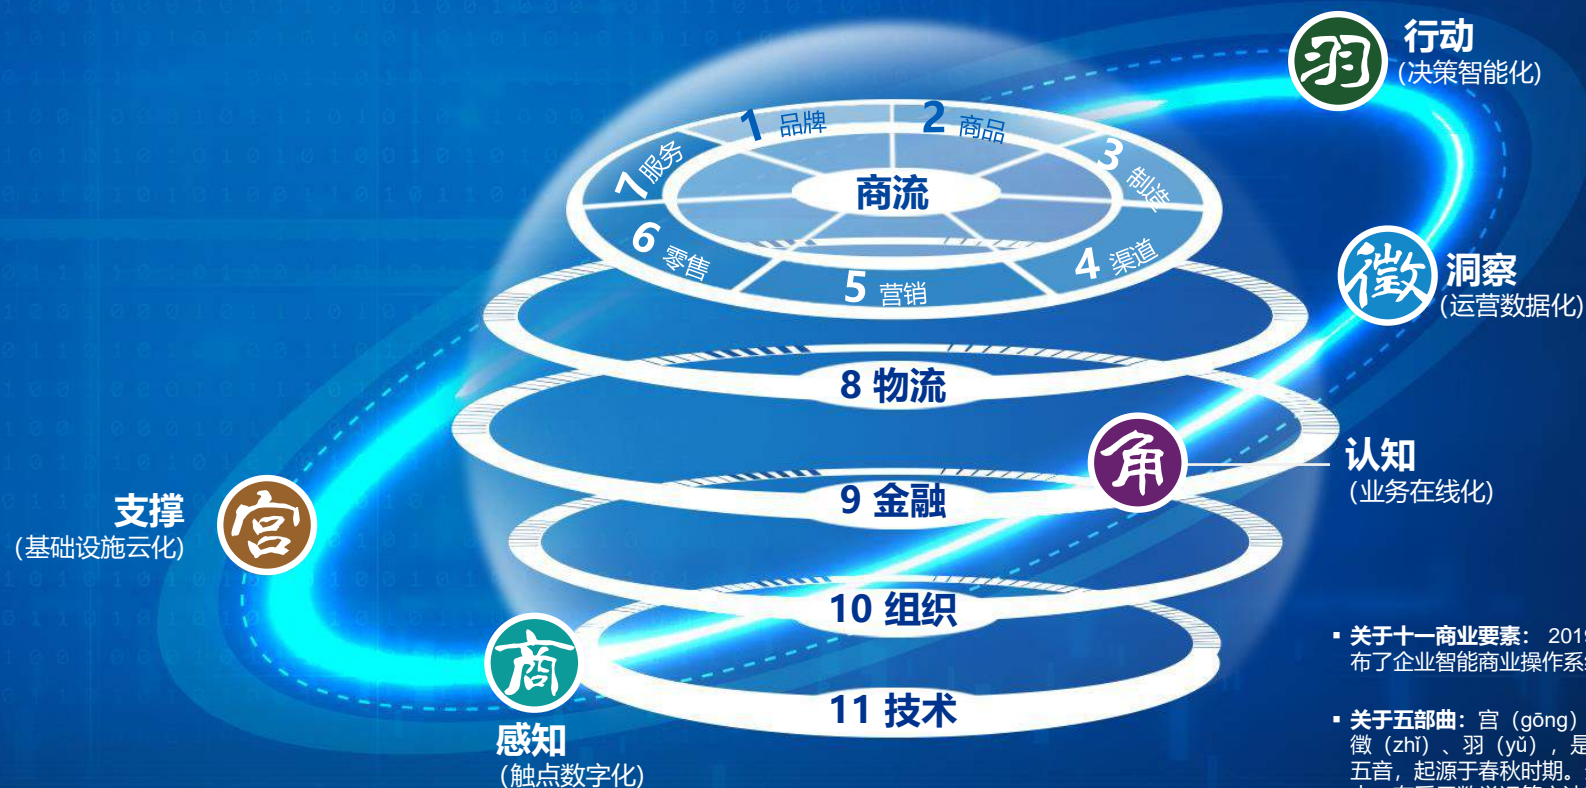 羽
行动
(决策智能化)
1 品牌
2 商品
3 制造
4 渠道
5 营销
6 零售
7 服务
商流
徵
洞察
(运营数据化)
8 物流
角
认知
(业务在线化)
9 金融
宫
支撑
(基础设施云化)
10 组织
商
感知
(触点数字化)
11 技术
▪ 关于十一商业要素： 2019
布了企业智能商业操作系
▪ 关于五部曲：宫（gōng）
徵（zhǐ）、羽（yǔ），是
五音，起源于春秋时期。